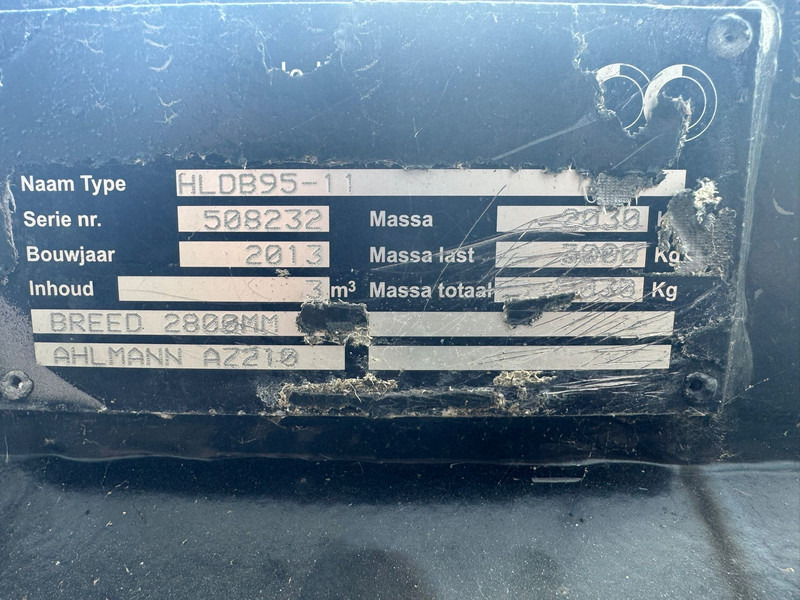 Naam Type HLDB95-11
Serie nr. 508232 Massa 2030
Bouwjaar 2013 Massa last 5000 Kg
Inhoud 3 m³ Massa totaal Kg
BREED 2800MM
AHLMANN AZ210